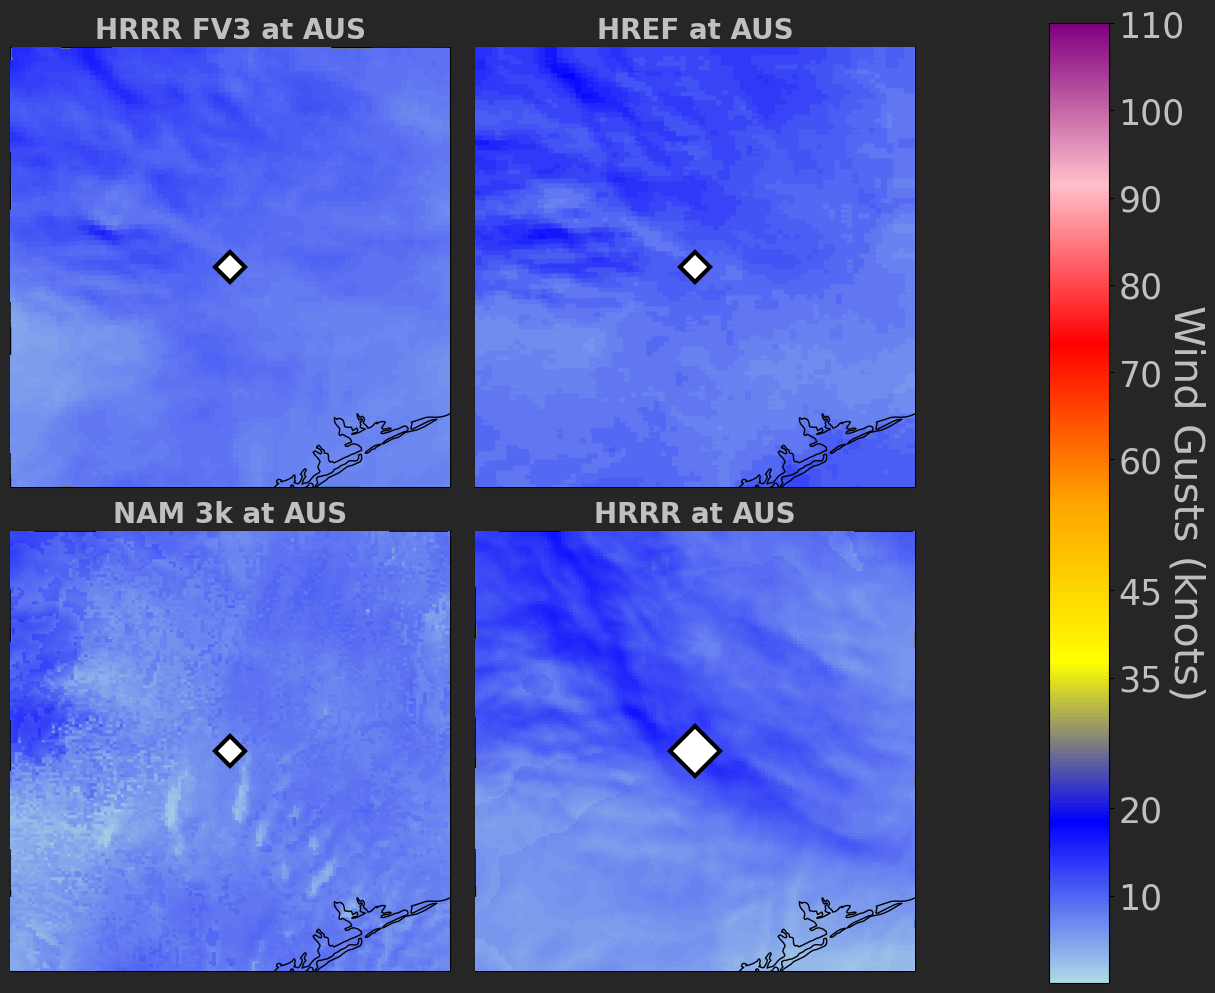 HRRR FV3 at AUS
HREF at AUS
NAM 3k at AUS
HRRR at AUS
110
100
90
80
70
60
45
35
20
10
Wind Gusts (knots)